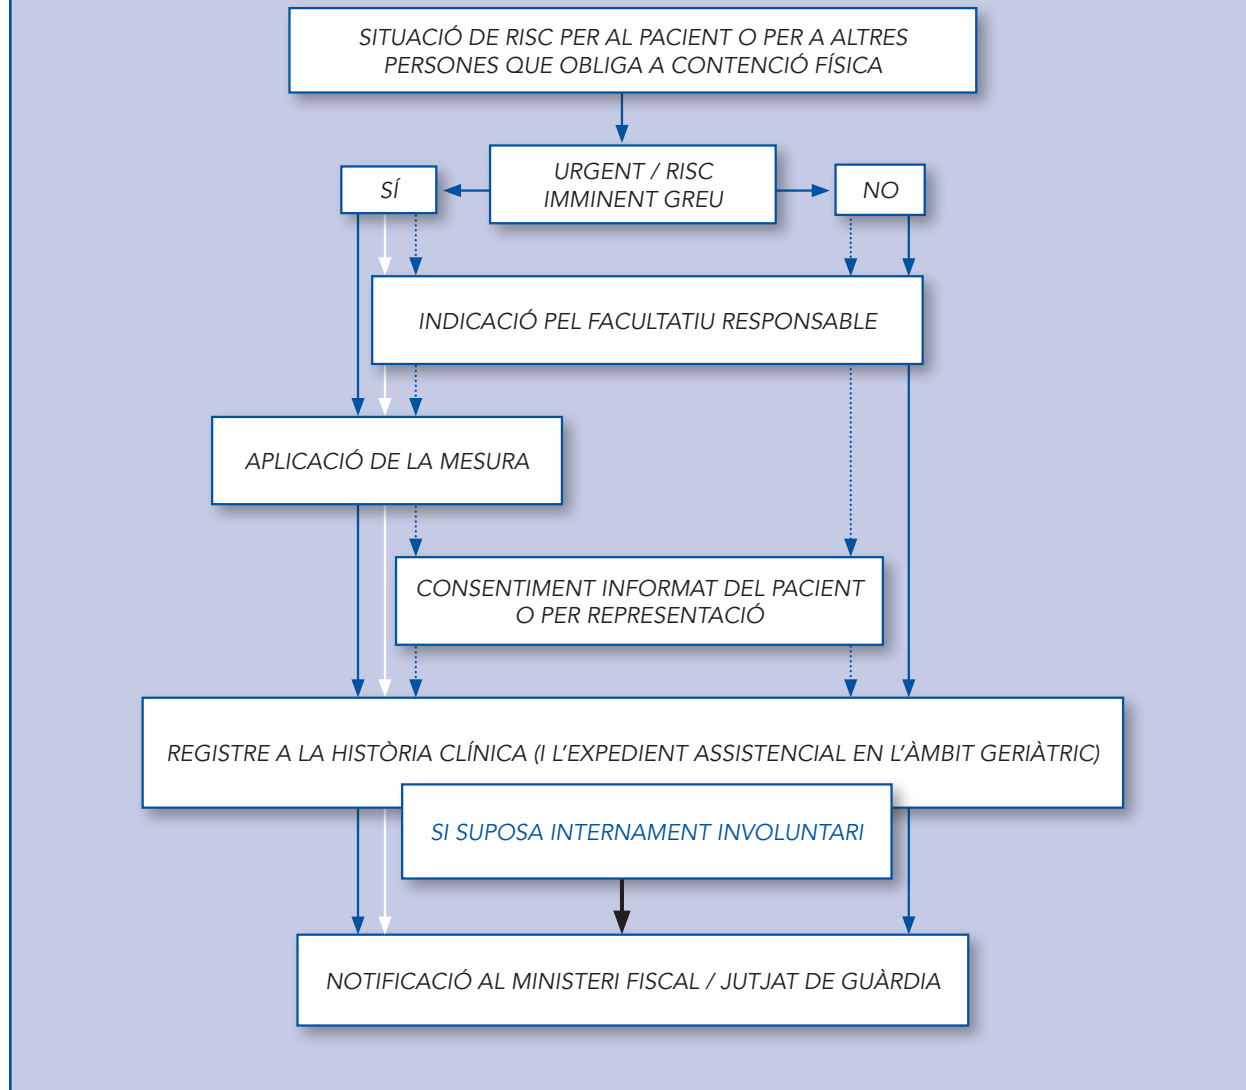 SITUACIÓ DE RISC PER AL PACIENT O PER A ALTRES
PERSONES QUE OBLIGA A CONTENCIÓ FÍSICA
URGENT / RISC
IMMINENT GREU
SÍ
NO
INDICACIÓ PEL FACULTATIU RESPONSABLE
APLICACIÓ DE LA MESURA
CONSENTIMENT INFORMAT DEL PACIENT
O PER REPRESENTACIÓ
REGISTRE A LA HISTÒRIA CLÍNICA (I L'EXPEDIENT ASSISTENCIAL EN L'ÀMBIT GERIÀTRIC)
SI SUPOSA INTERNAMENT INVOLUNTARI
NOTIFICACIÓ AL MINISTERI FISCAL / JUTJAT DE GUÀRDIA